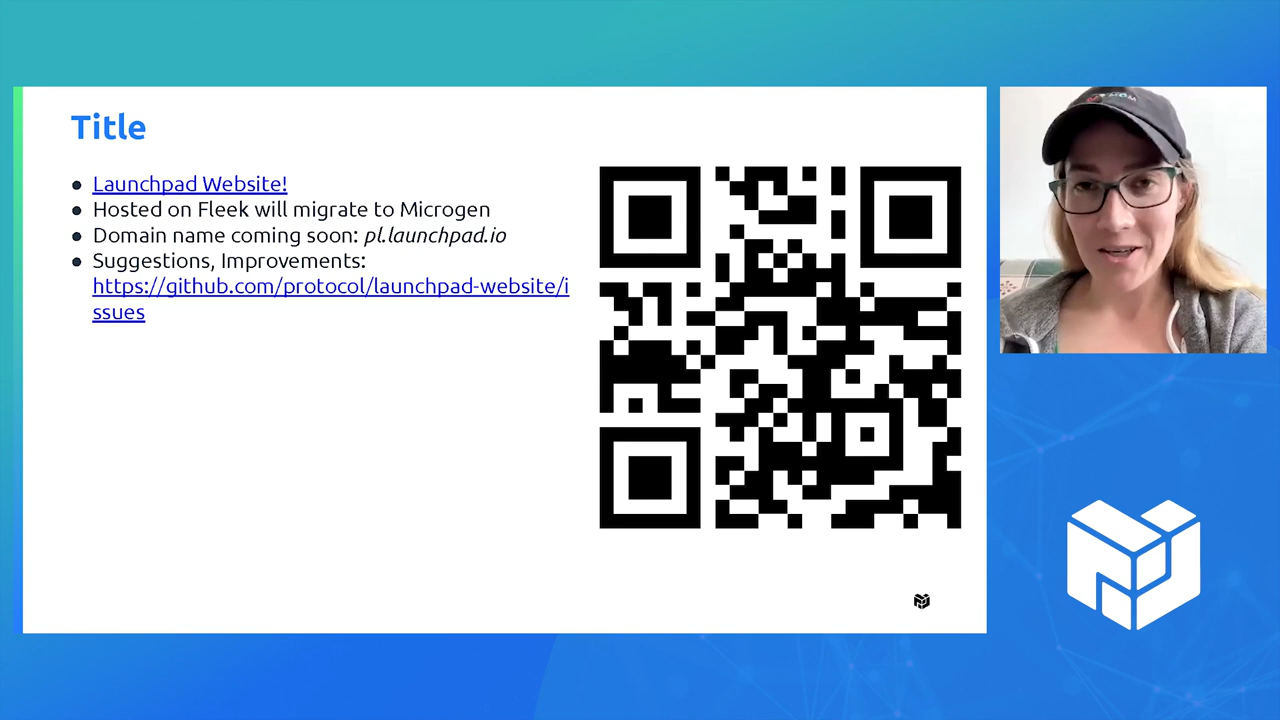 Title
Launchpad Website!
Hosted on Fleek will migrate to Microgen
Domain name coming soon: pl.launchpad.io
Suggestions, Improvements:
https://github.com/protocol/launchpad-website/i
ssues